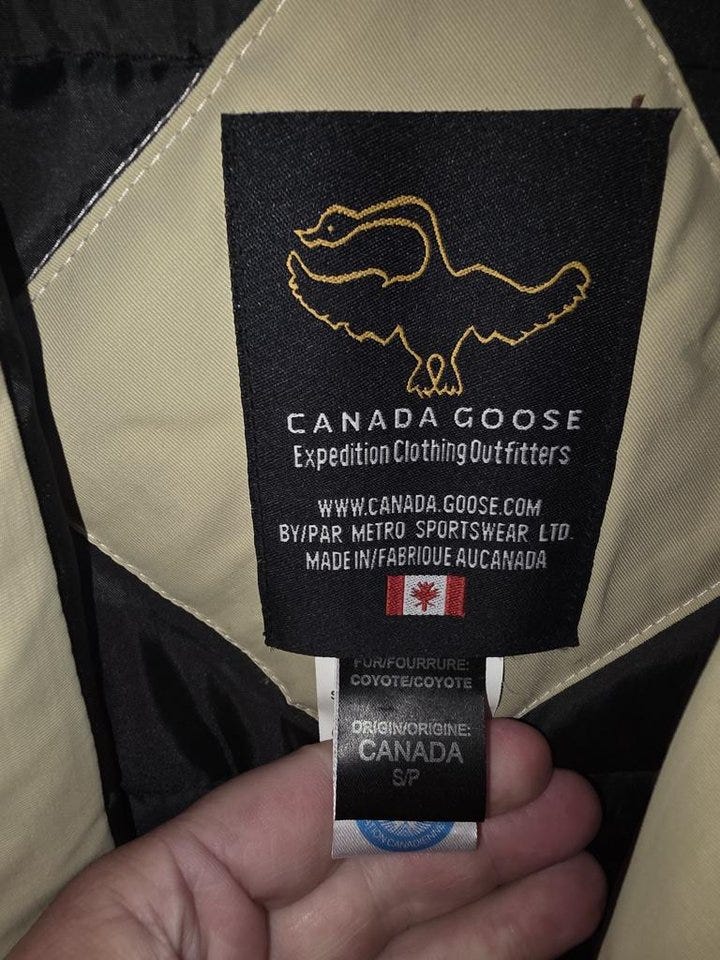 CANADA GOOSE
Expedition Clothing Outfitters
WWW.CANADA.GOOSE.COM
BY/PAR METRO SPORTSWEAR LTD.
MADE IN/FABRIQUE AU CANADA
FUR/FOURRURE:
COYOTE/COYOTE
ORIGIN/ORIGINE:
CANADA
S/P